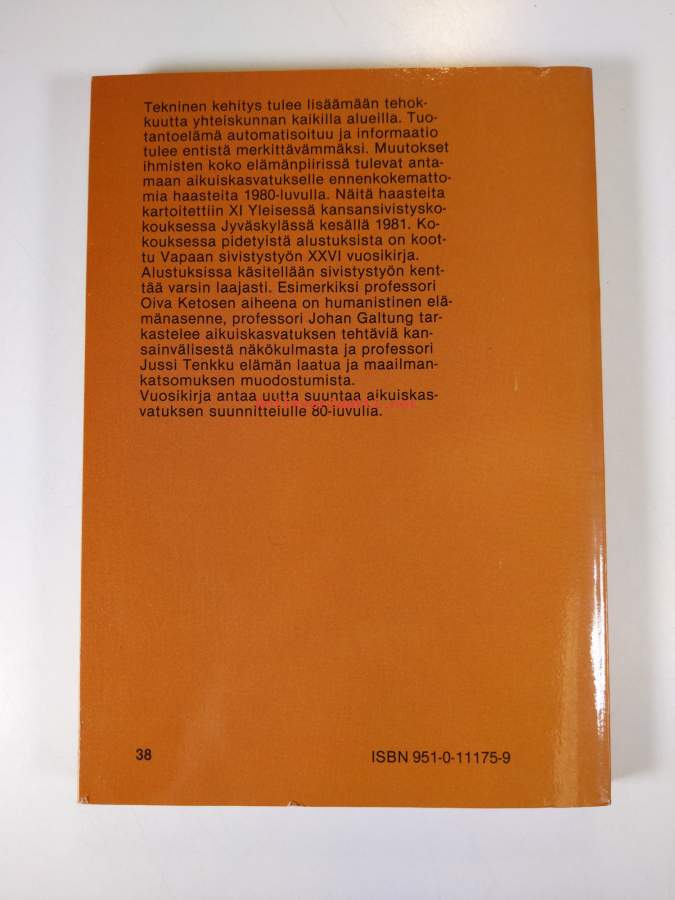 Tekninen kehitys tulee lisäämään tehok-
kuutta yhteiskunnan kaikilla alueilla. Tuo-
tantoelämä automatisoituu ja informaatio
tulee entistä merkittävämmäksi. Muutokset
ihmisten koko elämänpiirissä tulevat anta-
maan aikuiskasvatukselle ennenkokematto-
mia haasteita 1980-luvulla. Näitä haasteita
kartoitettiin XI Yleisessä kansansivistysko-
kouksessa Jyväskylässä kesällä 1981. Ko-
kouksessa pidetyistä alustuksista on koot-
tu Vapaan sivistystyön XXVI vuosikirja.
Alustuksissa käsitellään sivistystyön kent-
tää varsin laajasti. Esimerkiksi professori
Oiva Ketosen aiheena on humanistinen elä-
mänasenne, professori Johan Galtung tar-
kastelee aikuiskasvatuksen tehtäviä kan-
sainvälisestä näkökulmasta ja professori
Jussi Tenkku elämän laatua ja maailman-
katsomuksen muodostumista.
Vuosikirja antaa uutta suuntaa aikuiskas-
vatuksen suunnittelulle 80-luvulla.
38
ISBN 951-0-11175-9